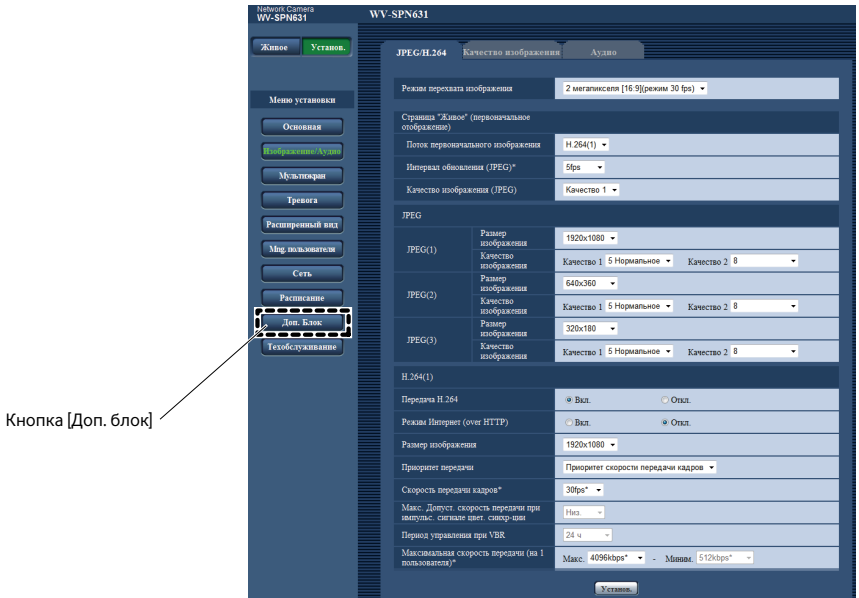 Network Camera
WV-SPN631
WV-SPN631
Живое
Установ.
Меню установки
Основная
Изображение/Аудио
Мультиэкран
Тревога
Расширенный вид
Mng. пользователя
Сеть
Расписание
Доп. Блок
Техобслуживание
Кнопка [Доп. блок]
JPEG/H.264
Качество изображения
Аудио
Режим перехвата изображения
2 мегапикселя [16:9](режим 30 fps)
Страница "Живое" (первоначальное
отображение)
Поток первоначального изображения
H.264(1)
Интервал обновления (JPEG)*
5fps
Качество изображения (JPEG)
Качество 1
JPEG
JPEG(1)
Размер
изображения
1920x1080
Качество
изображения
Качество 1 5 Нормальное Качество 2 8
JPEG(2)
Размер
изображения
640x360
Качество
изображения
Качество 1 5 Нормальное Качество 2 8
JPEG(3)
Размер
изображения
320x180
Качество
изображения
Качество 1 5 Нормальное Качество 2 8
H.264(1)
Передача H.264
Вкл. Откл.
Режим Интернет (over HTTP)
Вкл. Откл.
Размер изображения
1920x1080
Приоритет передачи
Приоритет скорости передачи кадров
Скорость передачи кадров*
30fps*
Макс. Допуст. скорость передачи при
импульс. сигнале цвет. синхр-ции
Низ.
Период управления при VBR
24 ч
Максимальная скорость передачи (на 1
пользователя)*
Макс. 4096kbps* - Миним. 512kbps*
Установ.